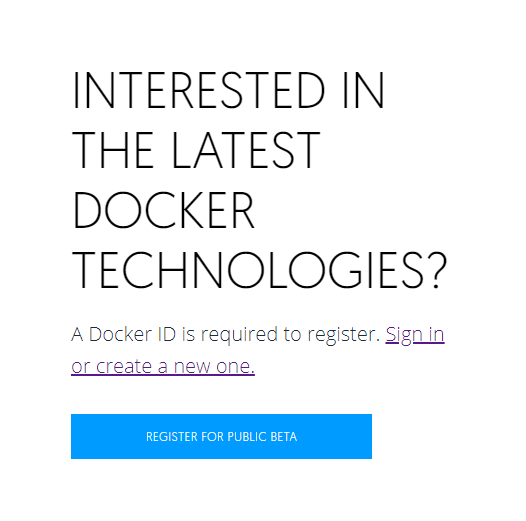 INTERESTED IN
THE LATEST
DOCKER
TECHNOLOGIES?
A Docker ID is required to register. Sign in
or create a new one.
REGISTER FOR PUBLIC BETA